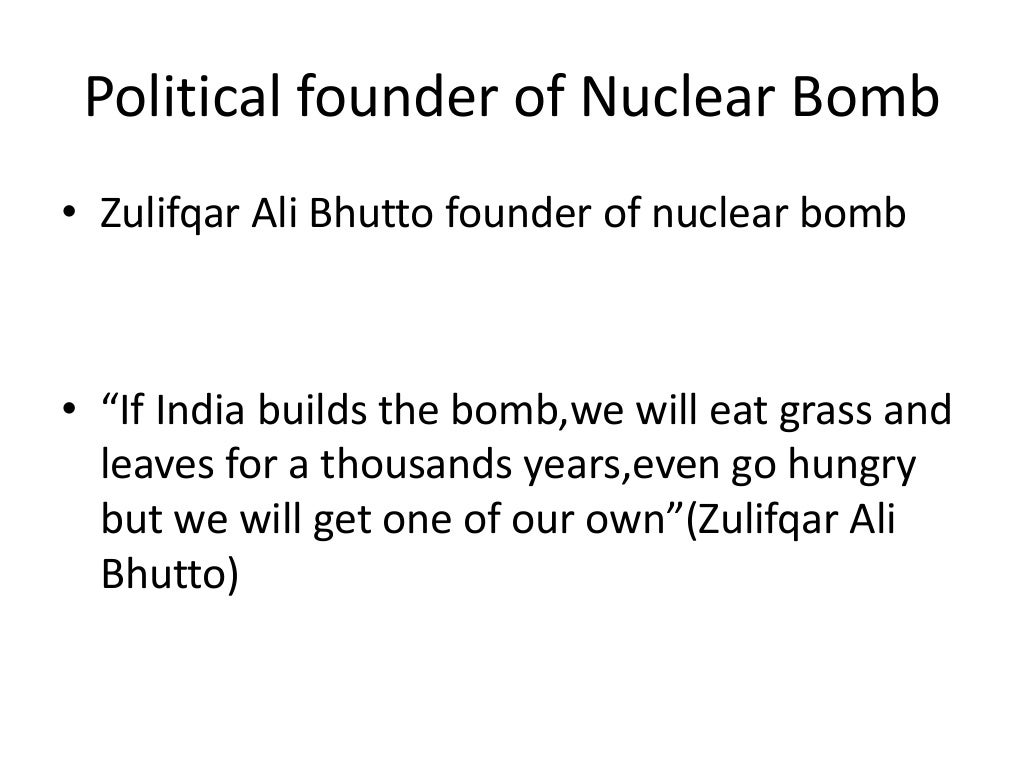 Political founder of Nuclear Bomb
• Zulifqar Ali Bhutto founder of nuclear bomb
• “If India builds the bomb,we will eat grass and
leaves for a thousands years,even go hungry
but we will get one of our own”(Zulifqar Ali
Bhutto)